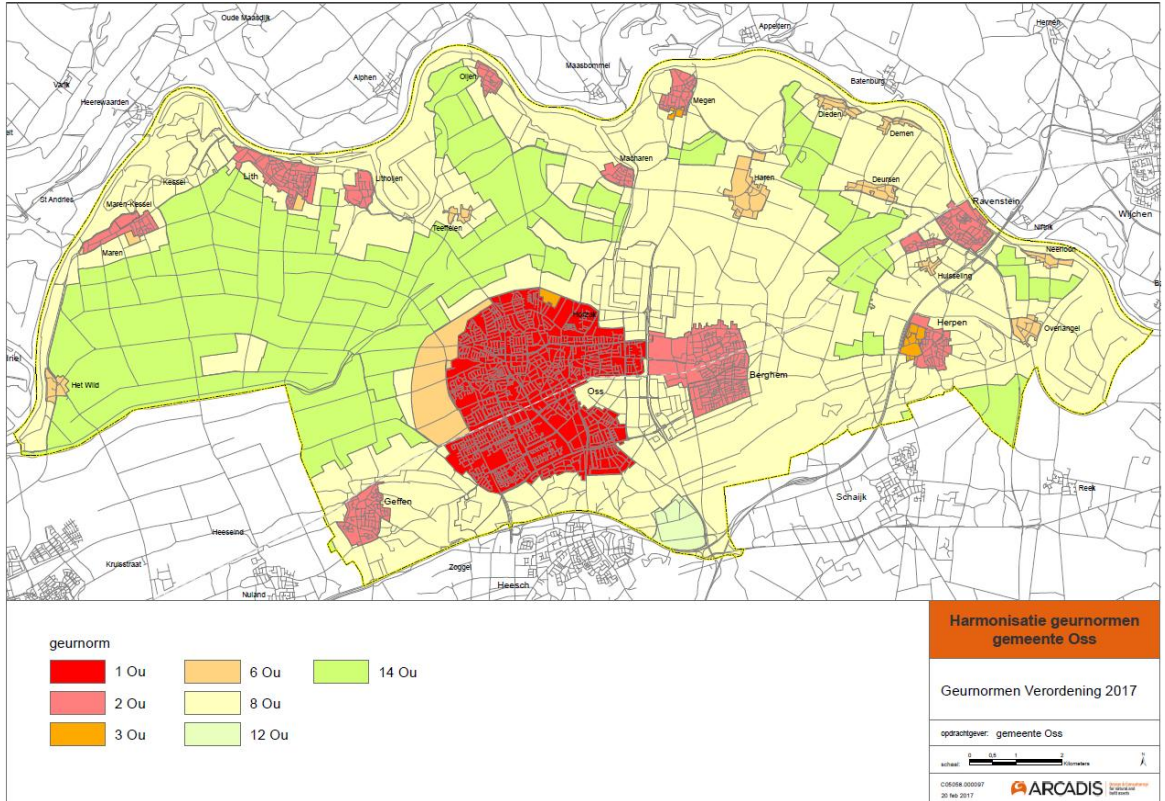 Oude Maasdijk
Appeltern
Hernen
Varik
Alphen
Maasbommel
Batenburg
Heerewaarden
Oijen
Megen
Dieden
Demen
Macharen
Haren
Deursen
Kessel
Lith
Lithoijen
St Andries
Maren-Kessel
Ravenstein
Wijchen
Niftrik
Teeffelen
Maren
Neerloon
Huisseling
Herpen
Overlangel
Het Wild
Berghem
Oss
Geffen
Schaijk
Reek
Heeseind
Kruisstraat
Zoggel
Heesch
Nuland
geurnorm
1 Ou
6 Ou
14 Ou
2 Ou
8 Ou
3 Ou
12 Ou
Harmonisatie geurnormen
gemeente Oss
Geurnormen Verordening 2017
opdrachtgever: gemeente Oss
schaal: 0 0,5 1 2 Kilometers
N
C05058.000097
20 feb 2017
ARCADIS